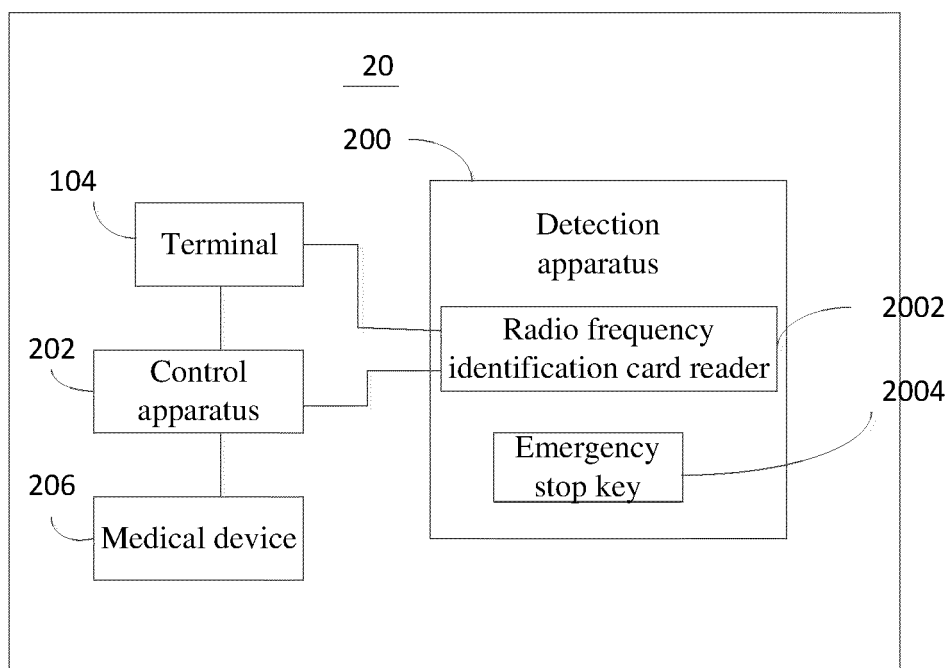 20
200
104
Terminal
Detection
apparatus
2002
Radio frequency
identification card reader
202
Control
apparatus
2004
Emergency
stop key
206
Medical device